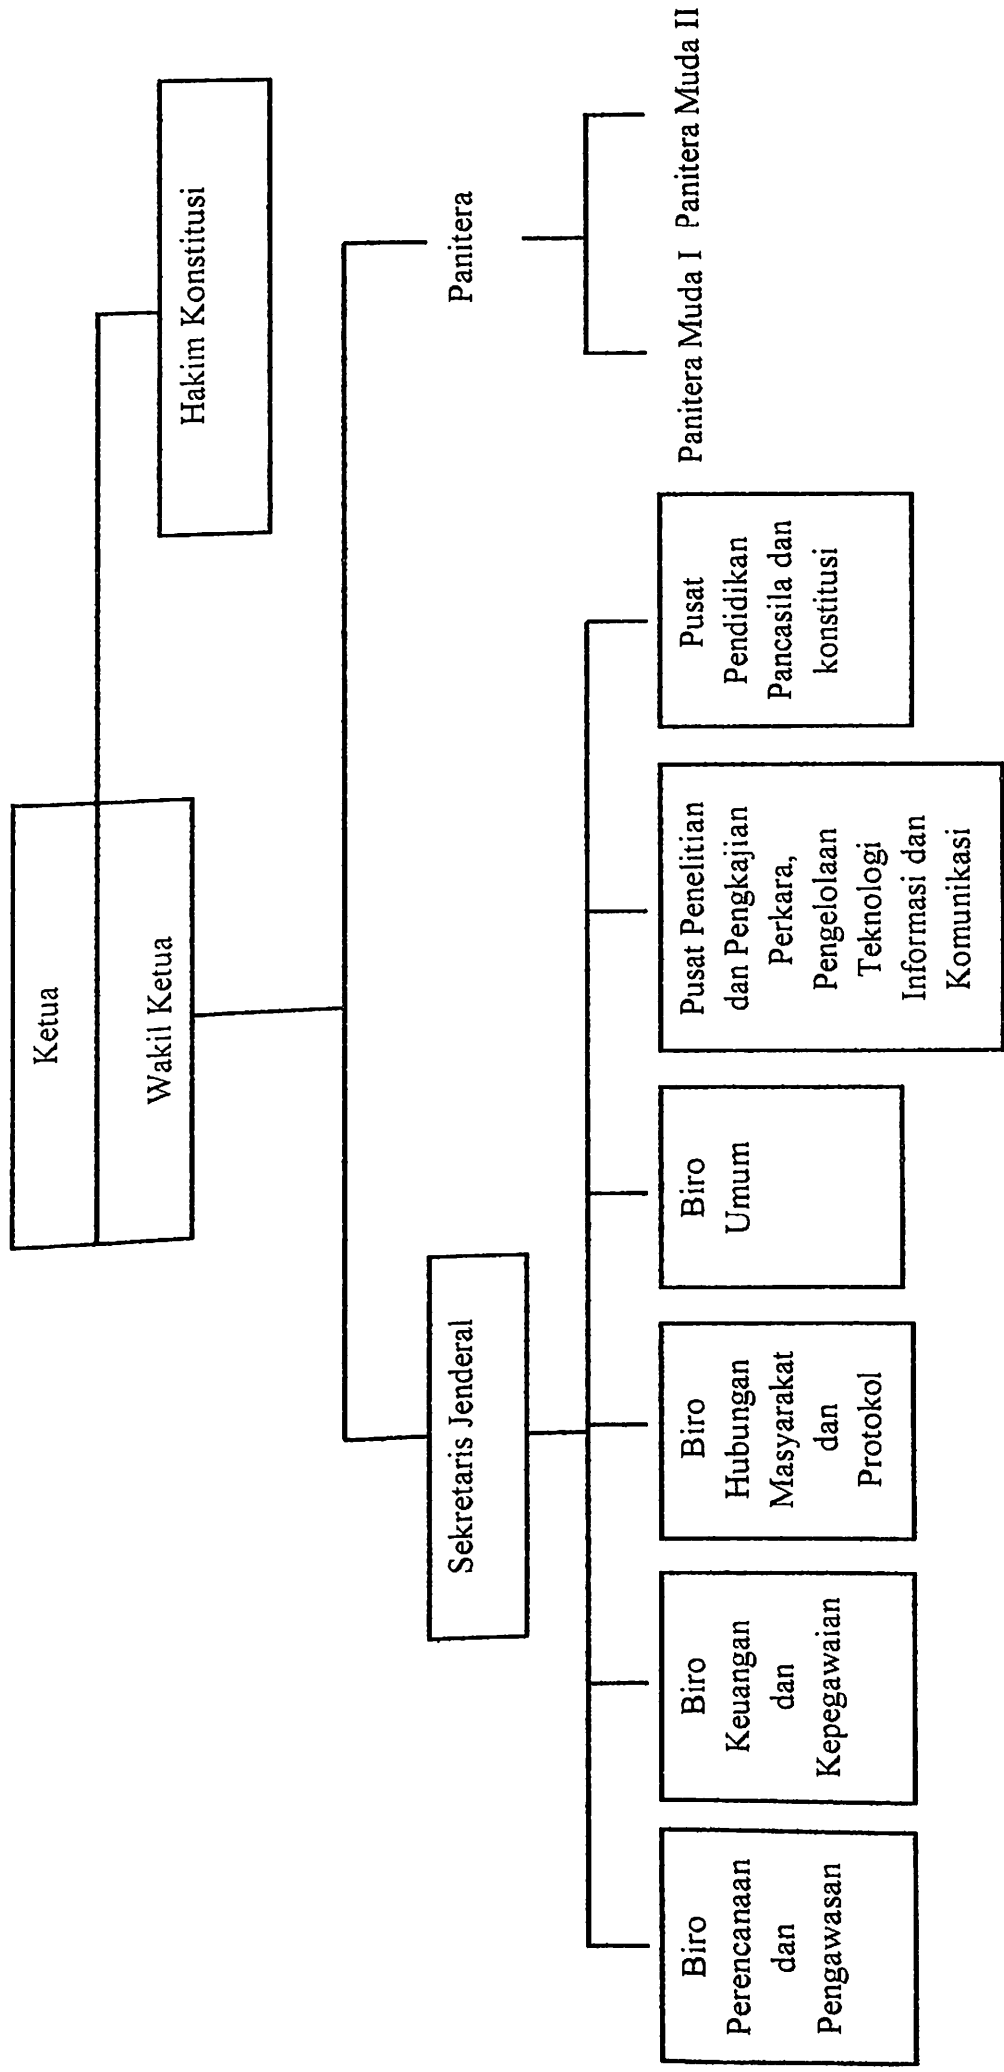 Ketua
Wakil Ketua
Hakim Konstitusi
Sekretaris Jenderal
Panitera
Biro
Perencanaan
dan
Pengawasan
Biro
Keuangan
dan
Kepegawaian
Biro
Hubungan
Masyarakat
dan
Protokol
Biro
Umum
Pusat Penelitian
dan Pengkajian
Perkara,
Pengelolaan
Teknologi
Informasi dan
Komunikasi
Pusat
Pendidikan
Pancasila dan
konstitusi
Panitera Muda I
Panitera Muda II